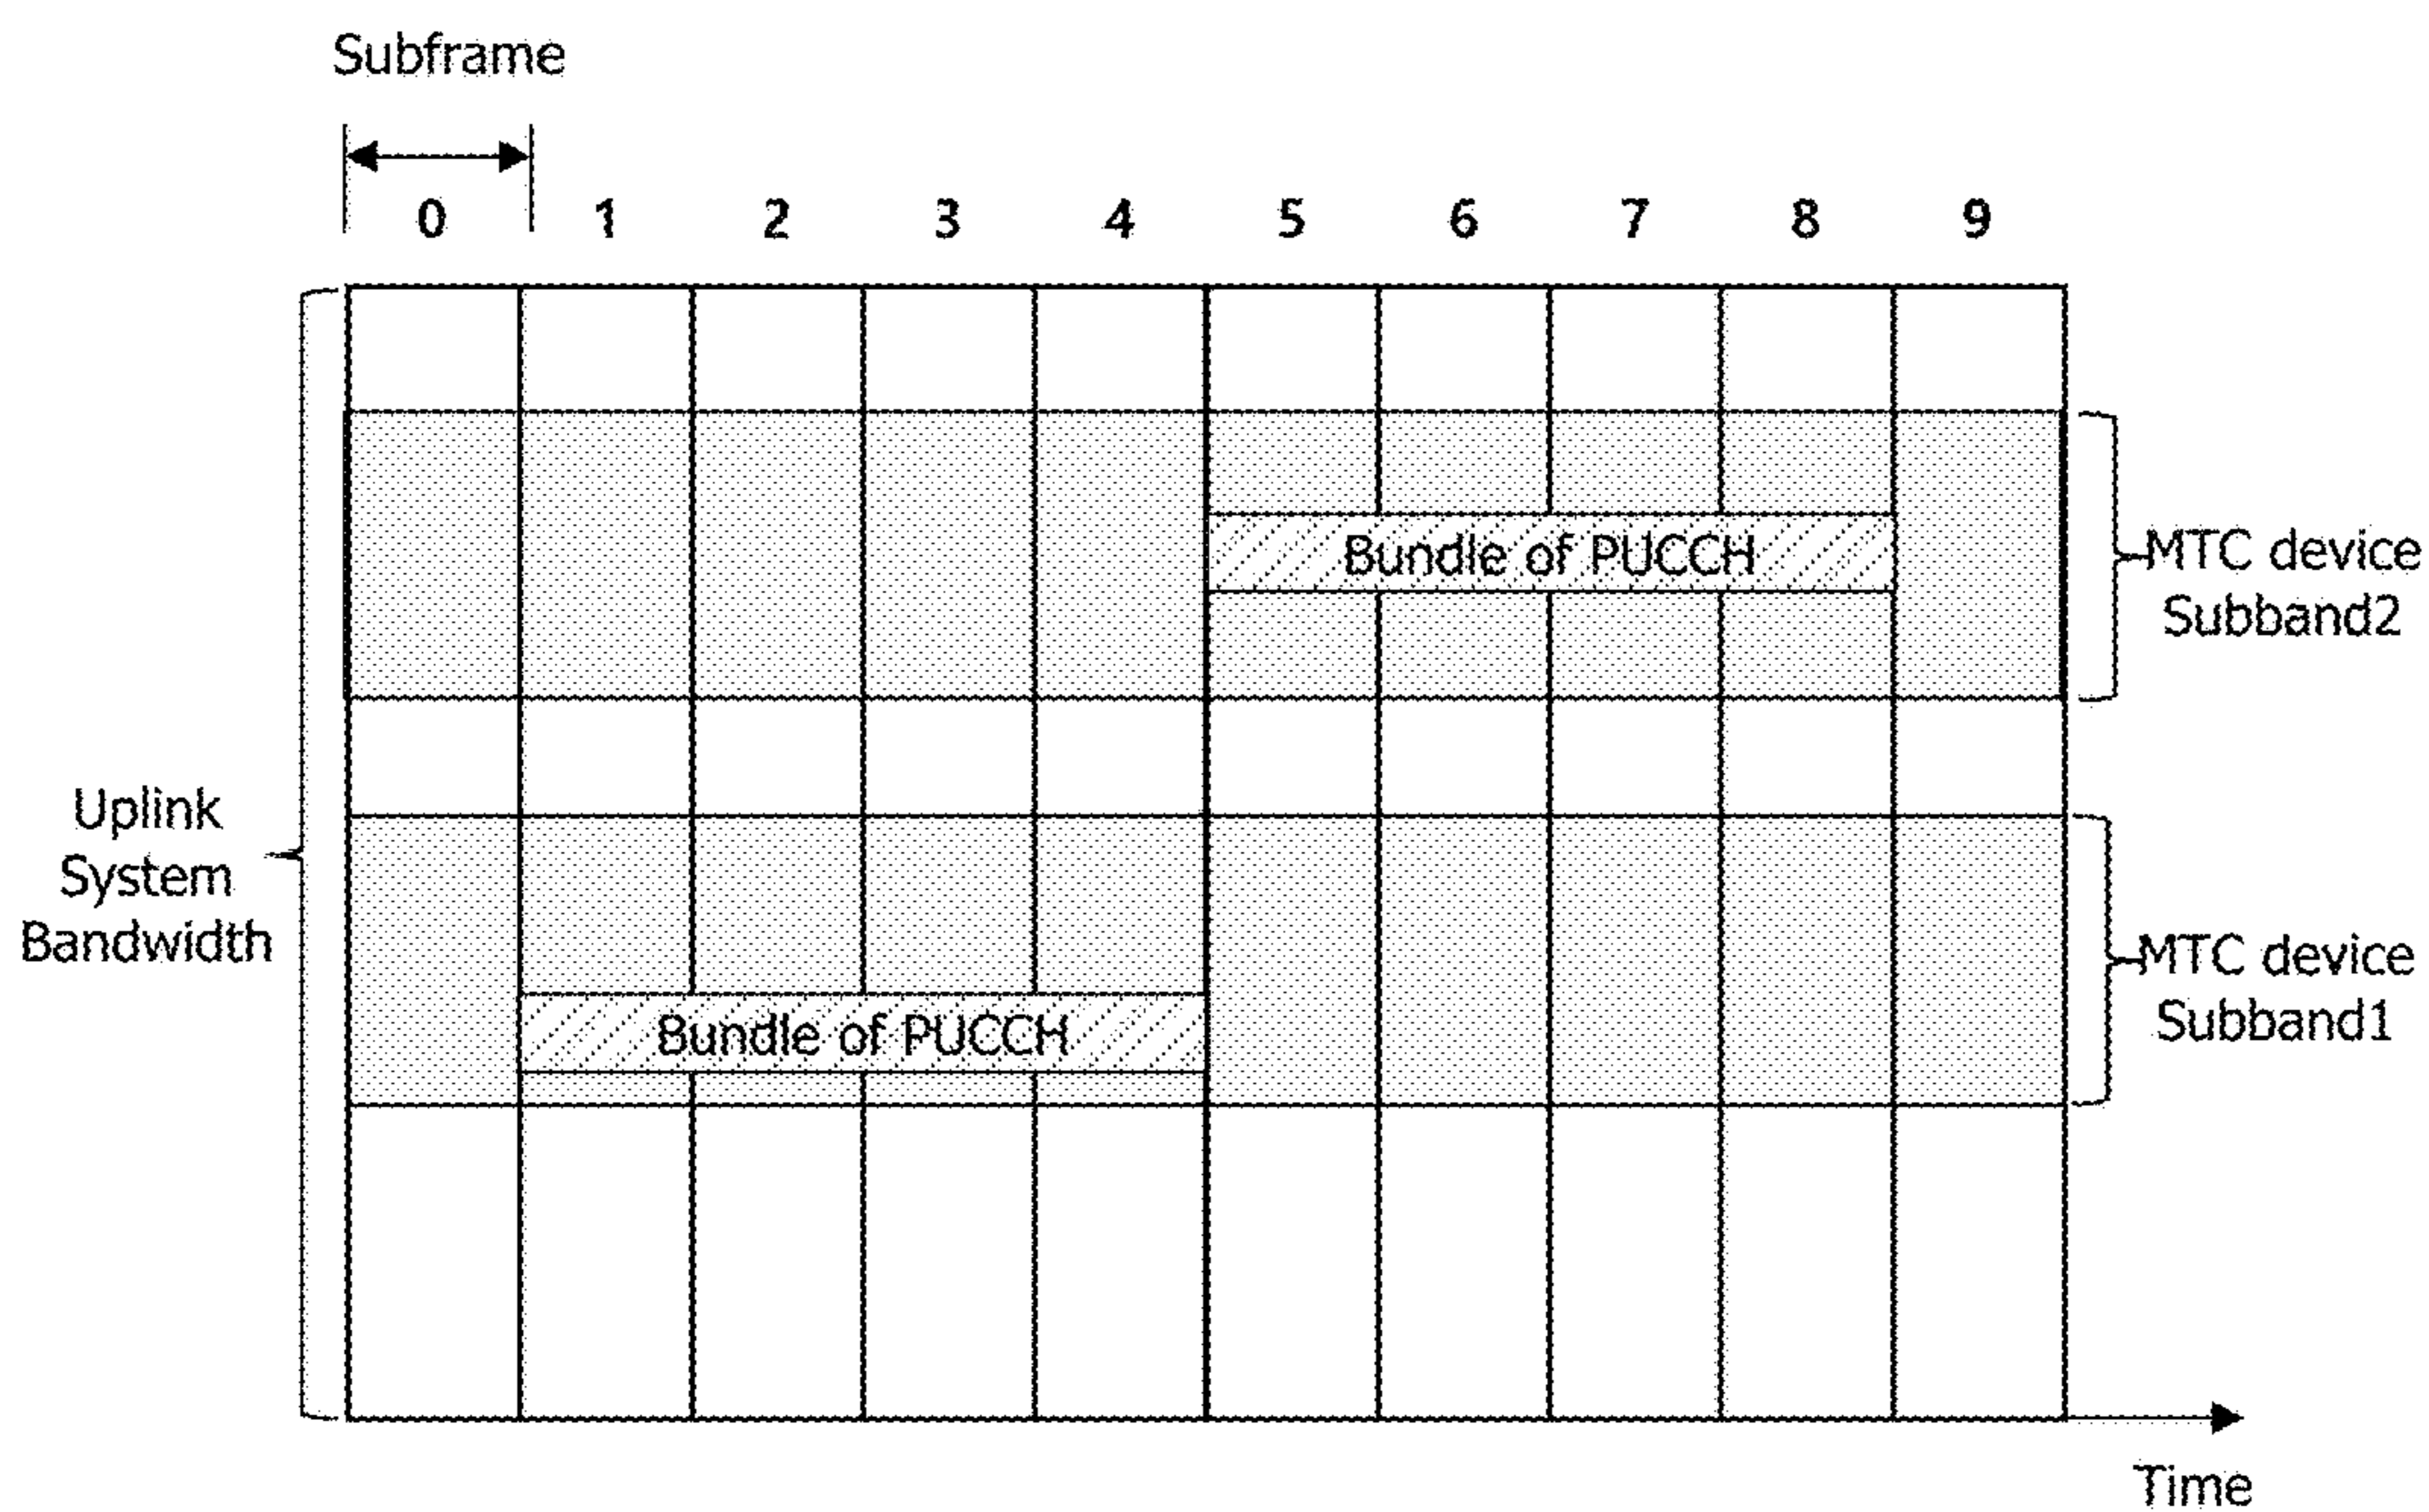 Subframe
0 1 2 3 4 5 6 7 8 9
Bundle of PUCCH
MTC device
Subband2
Uplink
System
Bandwidth
Bundle of PUCCH
MTC device
Subband1
Time